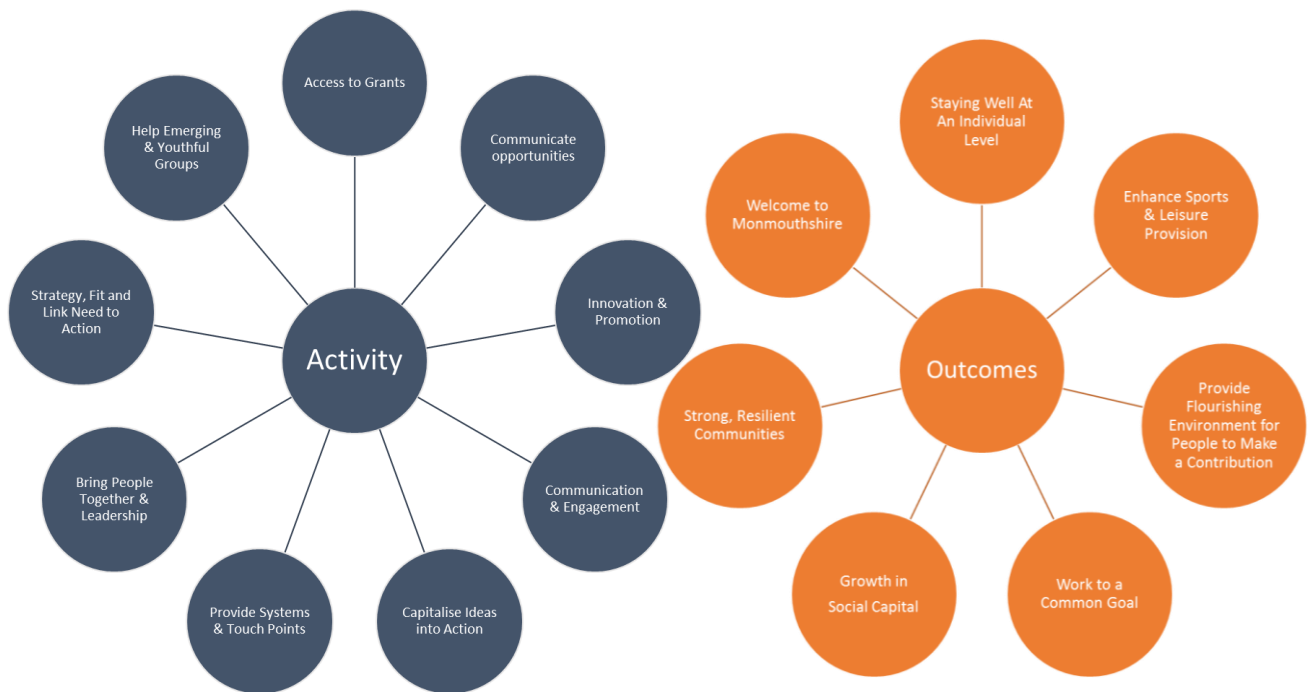 Access to Grants
Communicate
opportunities
Innovation &
Promotion
Communication
& Engagement
Capitalise Ideas
into Action
Provide Systems
& Touch Points
Bring People
Together &
Leadership
Strategy, Fit and
Link Need to
Action
Help Emerging
& Youthful
Groups
Activity
Staying Well At
An Individual
Level
Enhance Sports
& Leisure
Provision
Provide
Flourishing
Environment for
People to Make
a Contribution
Work to a
Common Goal
Growth in
Social Capital
Strong, Resilient
Communities
Welcome to
Monmouthshire
Outcomes